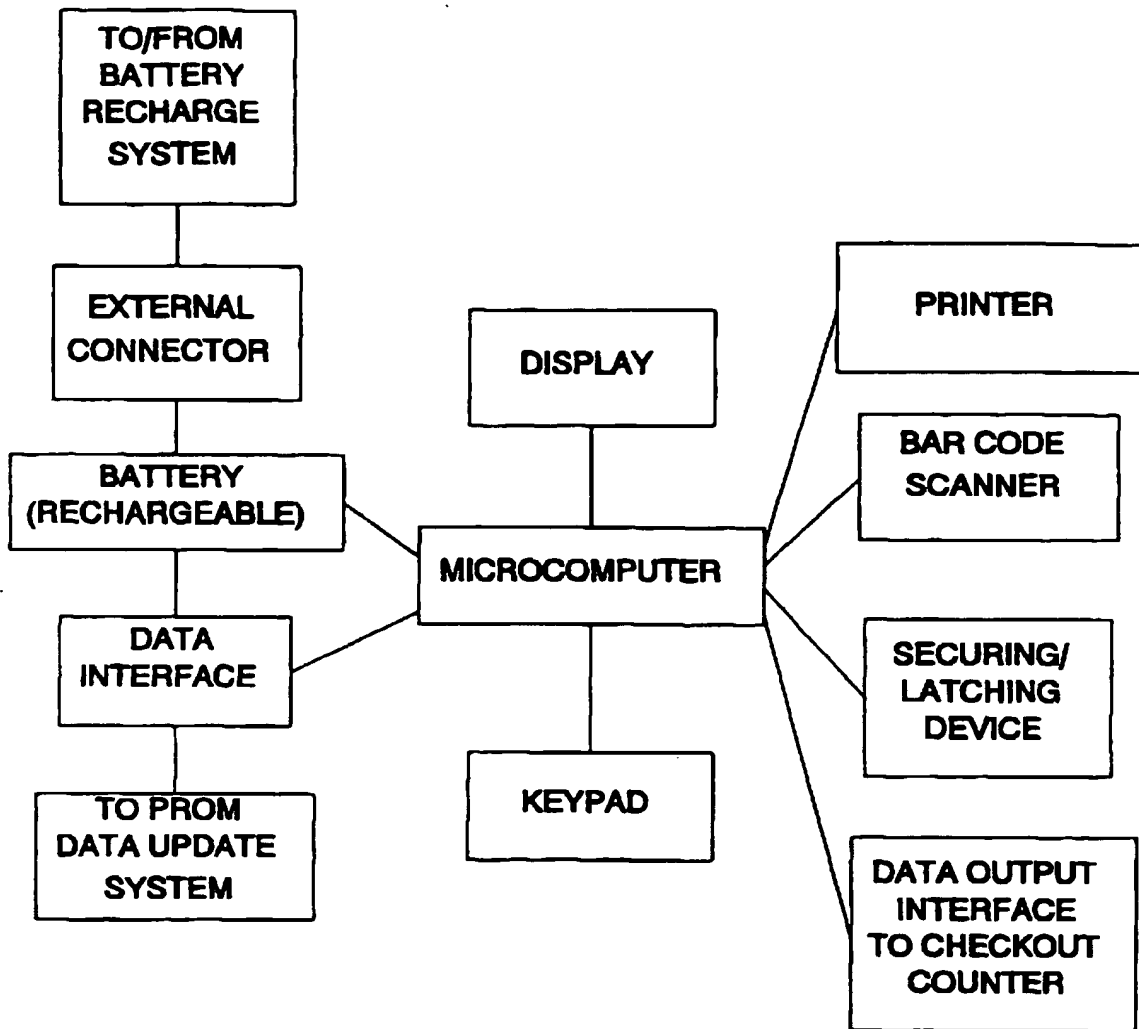 TO/FROM
BATTERY
RECHARGE
SYSTEM
EXTERNAL
CONNECTOR
BATTERY
(RECHARGEABLE)
DATA
INTERFACE
TO PROM
DATA UPDATE
SYSTEM
DISPLAY
MICROCOMPUTER
KEYPAD
PRINTER
BAR CODE
SCANNER
SECURING/
LATCHING
DEVICE
DATA OUTPUT
INTERFACE
TO CHECKOUT
COUNTER